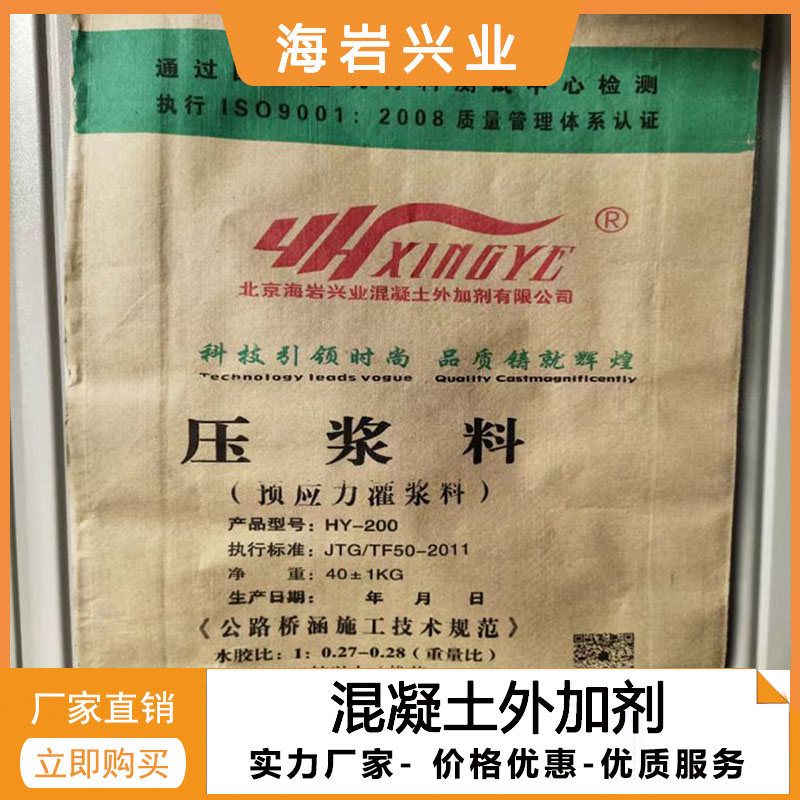 海岩兴业
通过
心检测
执行ISO9001：2008质量管理体系认证
YH XINGYE ®
北京海岩兴业混凝土外加剂有限公司
科技引领时尚 品质铸就辉煌
Technology leads vogue Quality Castmagnificently
压浆料
（预应力灌浆料）
产品型号：HY-200
执行标准：JTG/TF50-2011
净 重：40±1KG
生产日期： 年 月 日
《公路桥涵施工技术规范》
水胶比：1：0.27-0.28（重量比）
厂家直销
立即购买
混凝土外加剂
实力厂家- 价格优惠-优质服务